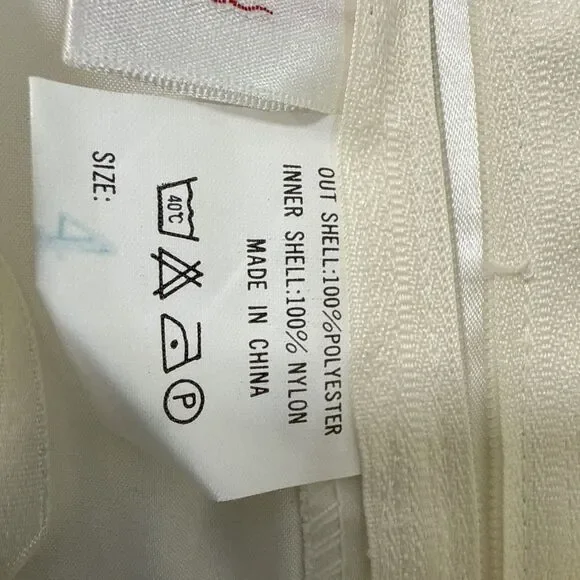 OUT SHELL:100%POLYESTER
INNER SHELL:100% NYLON
MADE IN CHINA
40℃
P
SIZE: 4